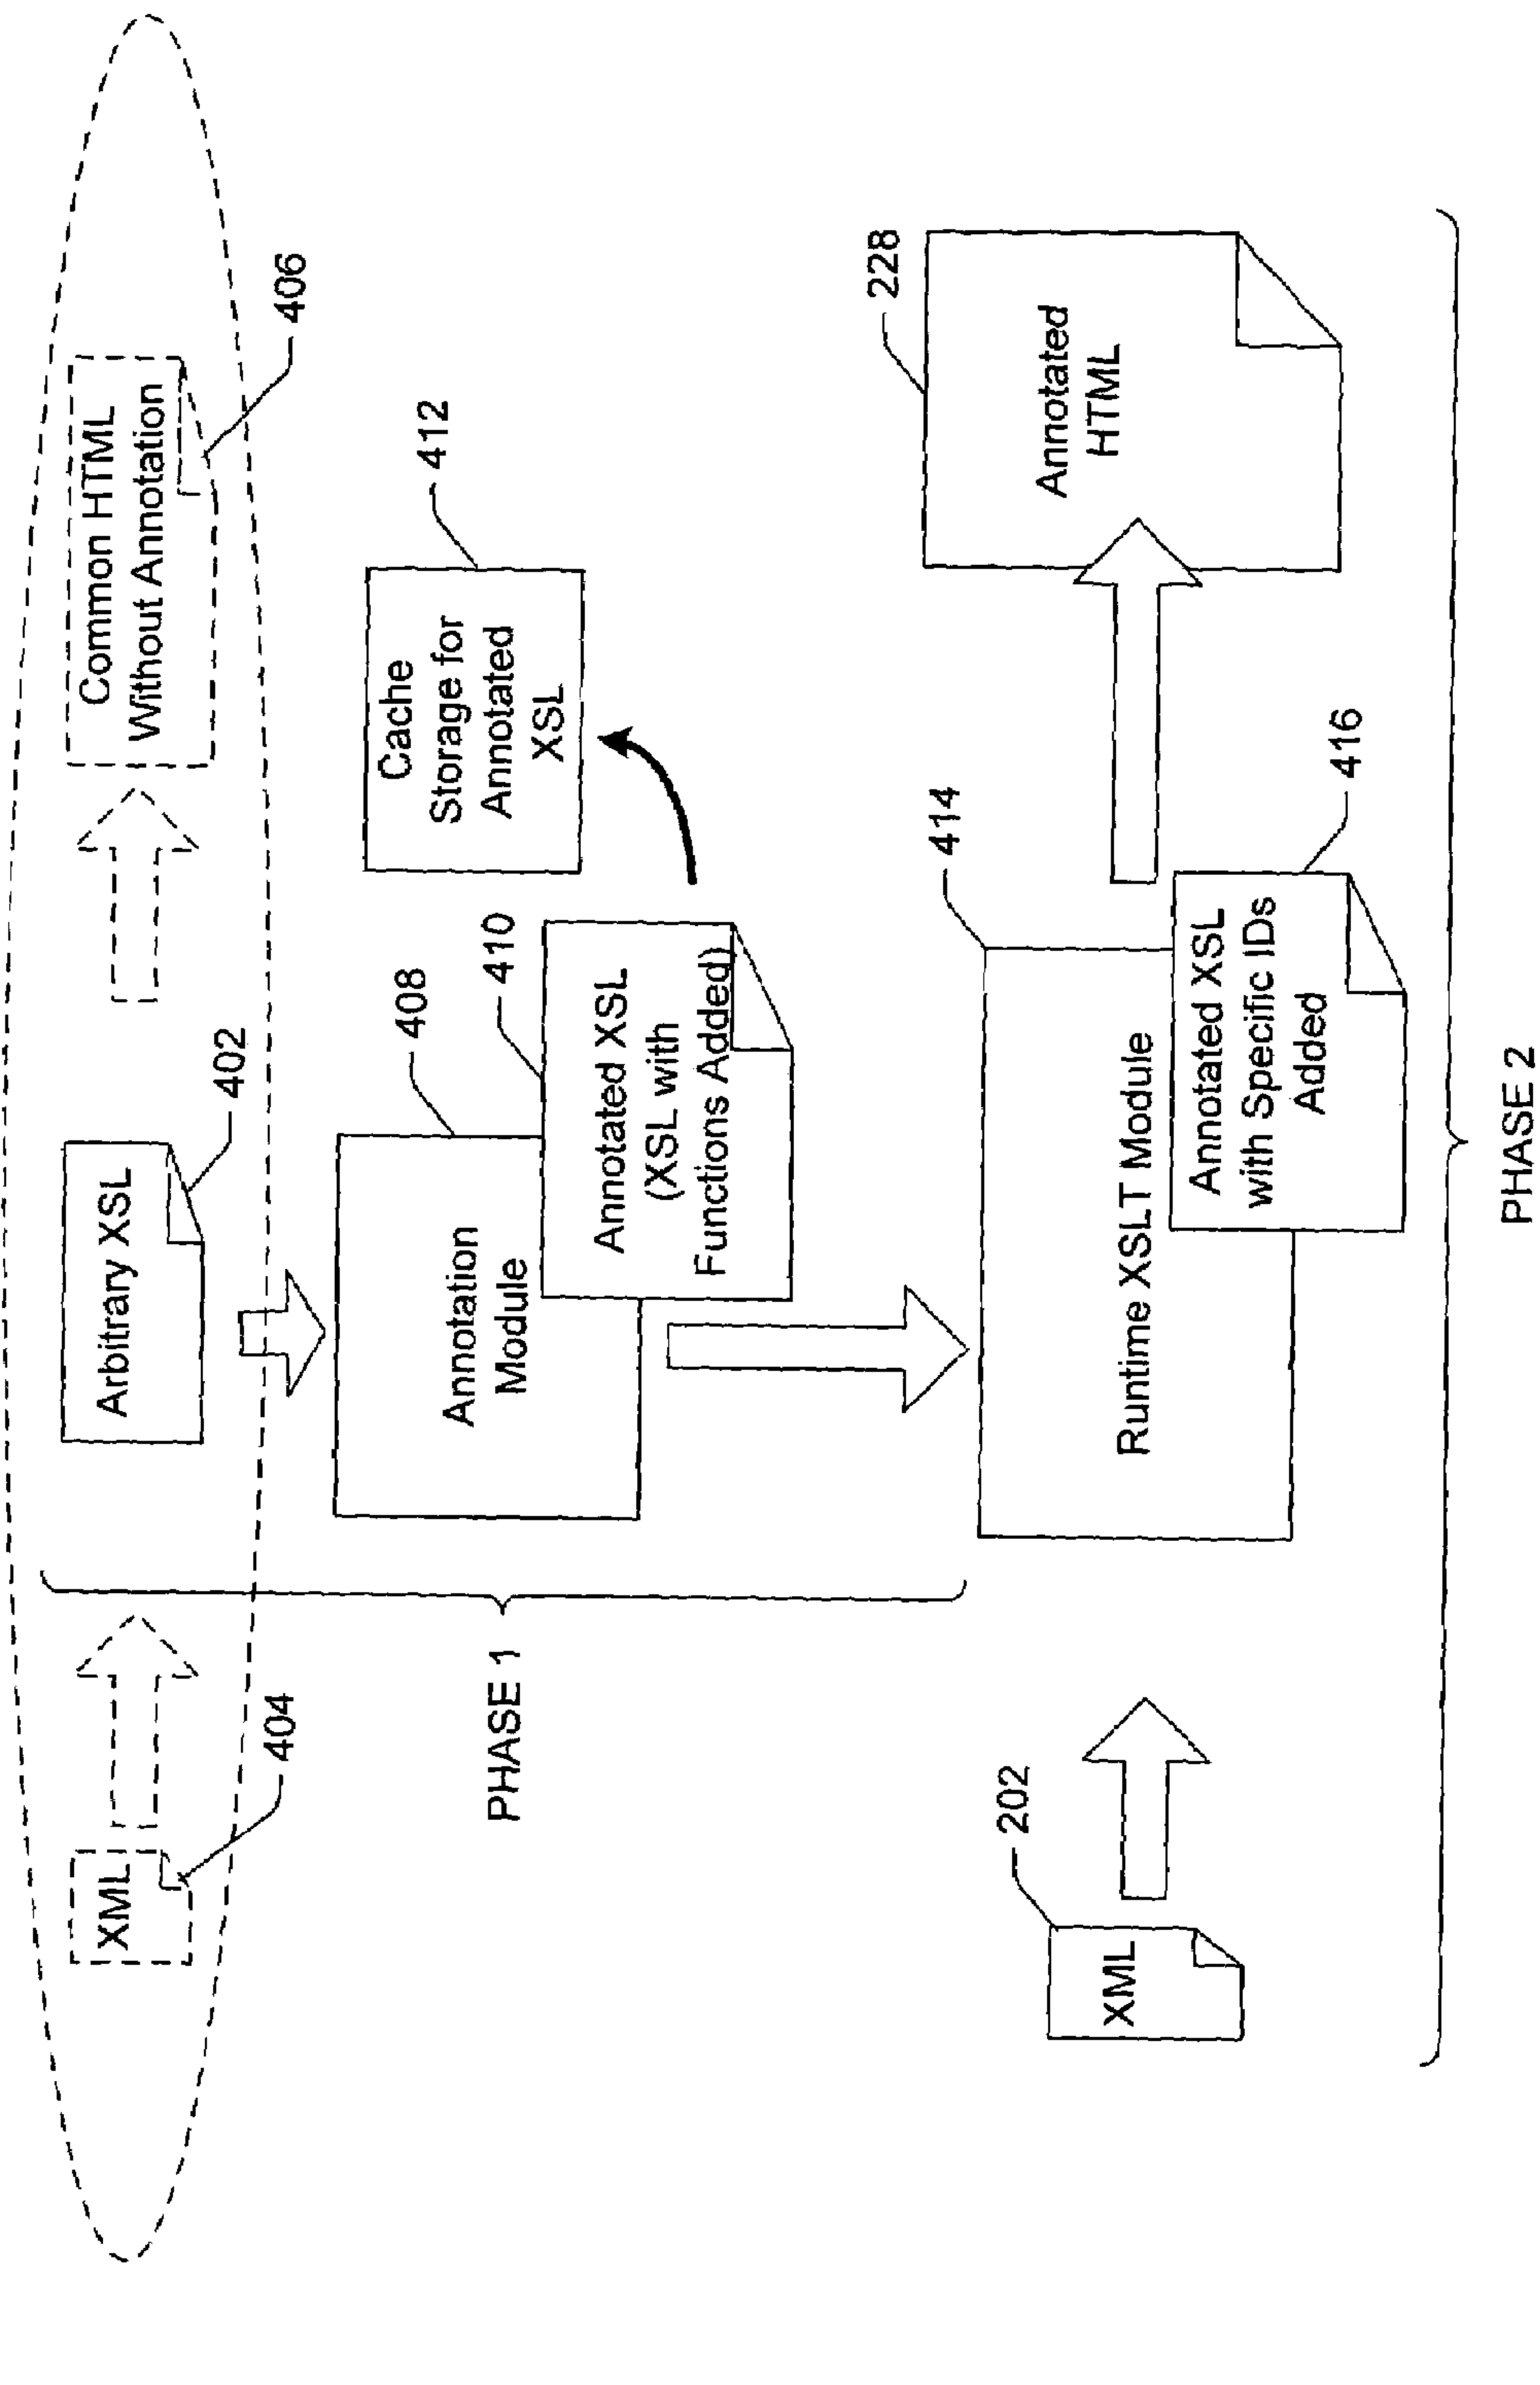 XML
404
Arbitrary XSL
402
Common HTML
Without Annotation
406
PHASE 1
Annotation
Module
408
Annotated XSL
(XSL with
Functions Added)
410
Cache
Storage for
Annotated
XSL
412
XML
202
Runtime XSLT Module
414
Annotated XSL
with Specific IDs
Added
416
Annotated
HTML
228
PHASE 2